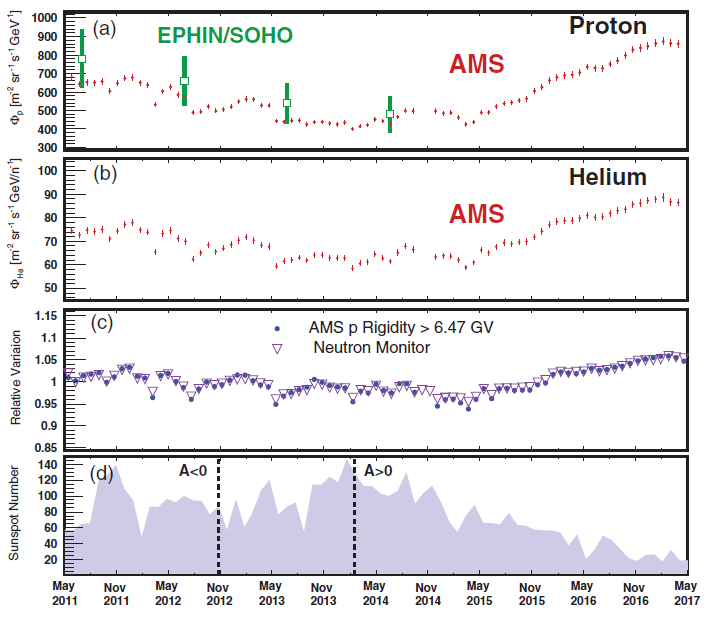 (a)
EPHIN/SOHO
Proton
AMS
Φp [m-2 sr-1 s-1 GeV-1]
1000
900
800
700
600
500
400
300
(b)
Helium
AMS
ΦHe [m-2 sr-1 s-1 GeV/n-1]
100
90
80
70
60
50
(c)
AMS p Rigidity > 6.47 GV
Neutron Monitor
Relative Variaion
1.15
1.1
1.05
1
0.95
0.9
0.85
(d)
A<0
A>0
Sunspot Number
140
120
100
80
60
40
20
May Nov May Nov May Nov May Nov May Nov May Nov May
2011 2011 2012 2012 2013 2013 2014 2014 2015 2015 2016 2016 2017